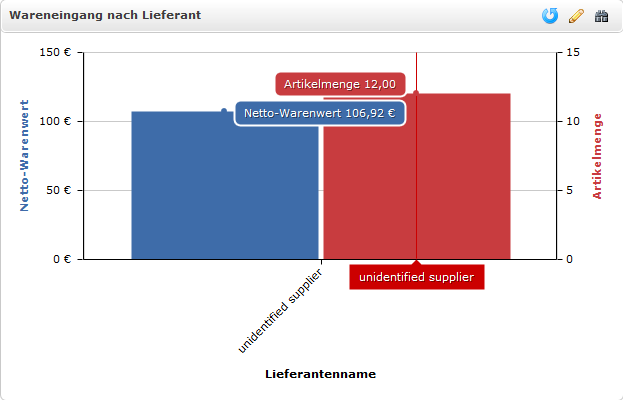 Wareneingang nach Lieferant
150 €
15
Artikelmenge 12,00
Netto-Warenwert 106,92 €
100 €
10
Netto-Warenwert
Artikelmenge
50 €
5
0 €
0
unidentified supplier
unidentified supplier
Lieferantenname